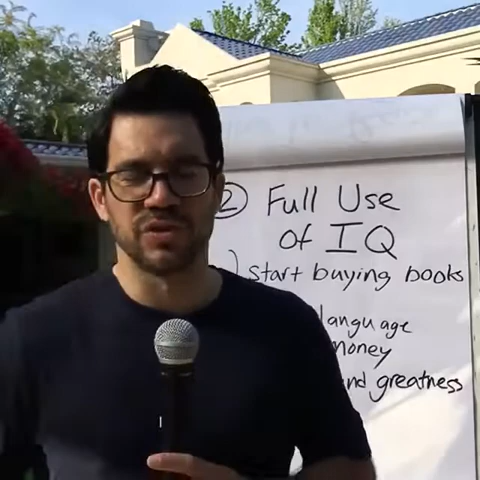 ② Full Use
of IQ
) start buying books
language
money
and greatness